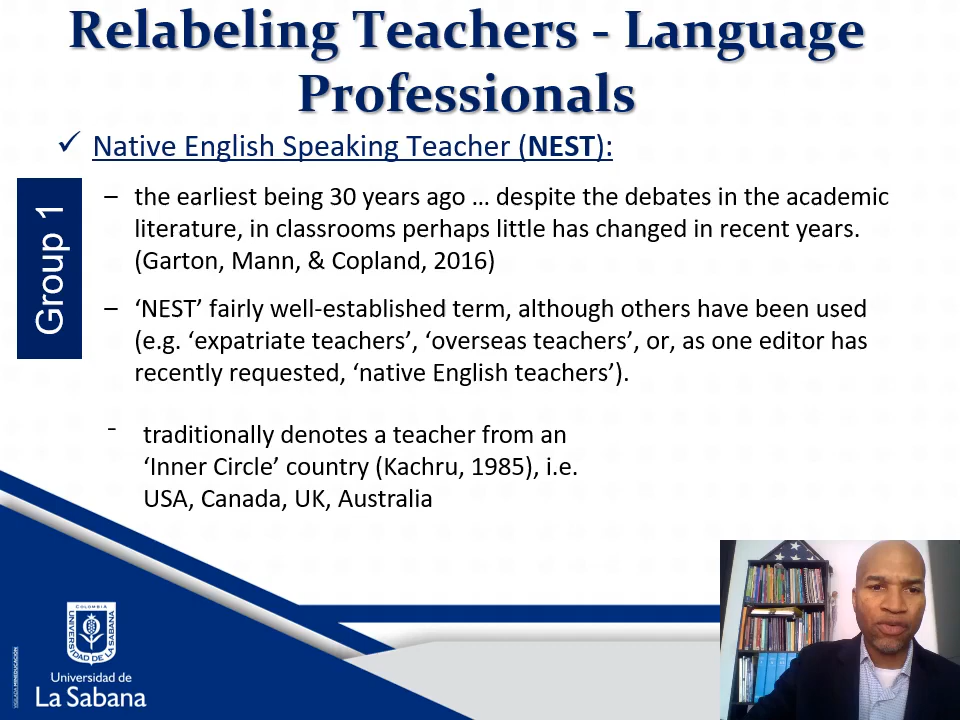 Relabeling Teachers - Language
Professionals
✓ Native English Speaking Teacher (NEST):
Group 1
– the earliest being 30 years ago … despite the debates in the academic
literature, in classrooms perhaps little has changed in recent years.
(Garton, Mann, & Copland, 2016)
– ‘NEST’ fairly well-established term, although others have been used
(e.g. ‘expatriate teachers’, ‘overseas teachers’, or, as one editor has
recently requested, ‘native English teachers’).
- traditionally denotes a teacher from an
‘Inner Circle’ country (Kachru, 1985), i.e.
USA, Canada, UK, Australia
COLOMBIA
UNIVERSIDAD DE LA SABANA
VIGILADA MINEDUCACIÓN
Universidad de
La Sabana